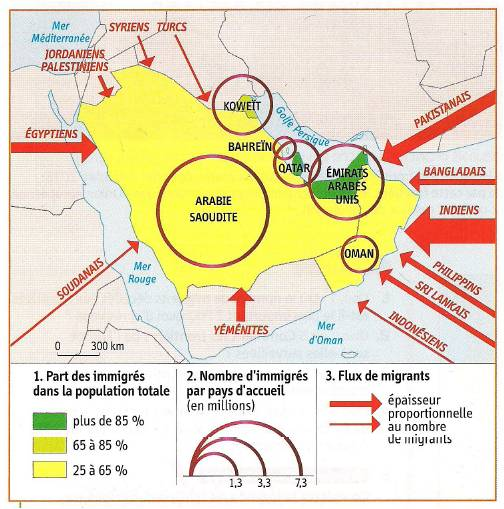 Mer
Méditerranée
SYRIENS TURCS
JORDANIENS
PALESTINIENS
KOWEÏT
Golfe Persique
PAKISTANAIS
ÉGYPTIENS
BAHREÏN
QATAR
ÉMIRATS
ARABES
UNIS
BANGLADAIS
ARABIE
SAOUDITE
INDIENS
OMAN
SOUDANAIS
Mer
Rouge
PHILIPPINS
SRI LANKAIS
YÉMÉNITES
Mer
d'Oman
INDONÉSIENS
0 300 km
1. Part des immigrés
dans la population totale
plus de 85 %
65 à 85 %
25 à 65 %
2. Nombre d'immigrés
par pays d'accueil
(en millions)
1,3 3,3 7,3
3. Flux de migrants
épaisseur
proportionnelle
au nombre
de migrants